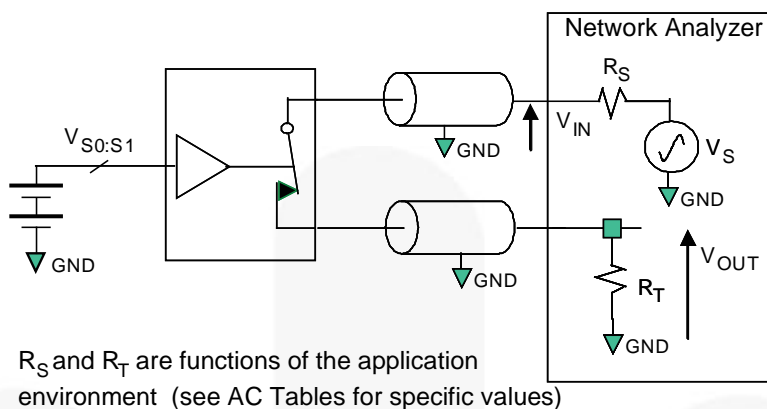 Network Analyzer
R_S
V_S0:S1
GND
V_IN
V_S
GND
GND
GND
V_OUT
R_T
GND
R_S and R_T are functions of the application
environment (see AC Tables for specific values)